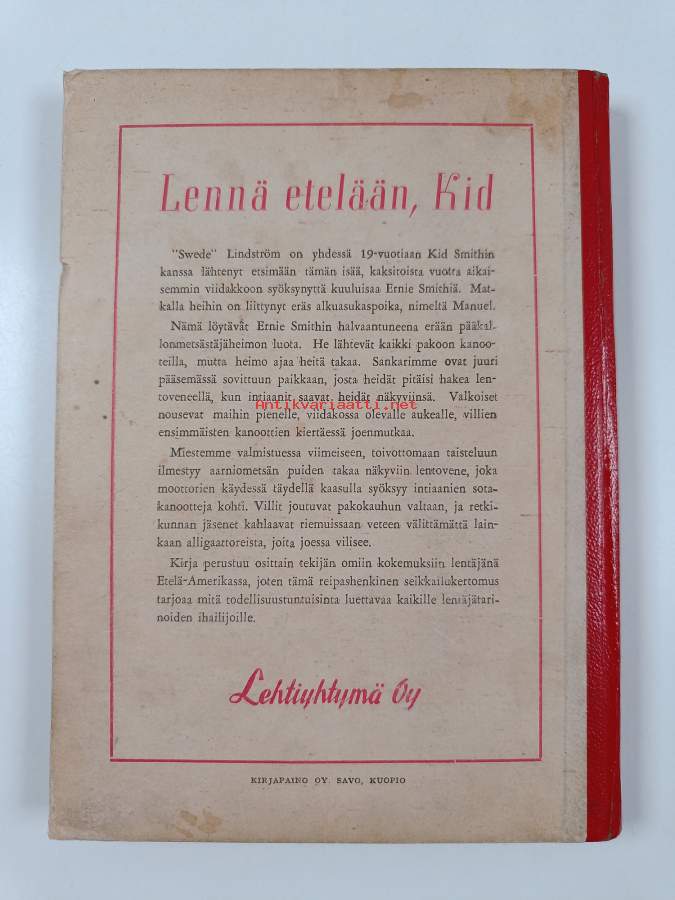 Lennä etelään, Kid
"Swede" Lindström on yhdessä 19-vuotiaan Kid Smithin
kanssa lähtenyt etsimään tämän isää, kaksitoista vuotta aikai-
semmin viidakkoon syöksynyttä kuuluisaa Ernie Smithiä. Mat-
kalla heihin on liittynyt eräs alkuasukaspoika, nimeltä Manuel.
Nämä löytävät Ernie Smithin halvaantuneena erään pääkal-
lonmetsästäjäheimon luota. He lähtevät kaikki pakoon kanoo-
teilla, mutta heimo ajaa heitä takaa. Sankarimme ovat juuri
pääsemässä sovittuun paikkaan, josta heidät pitäisi hakea len-
toveneellä, kun intiaanit saavat heidät näkyviinsä. Valkoiset
Antikvariaatti.net
nousevat maihin pienelle, viidakossa olevalle aukealle, villien
ensimmäisten kanoottien kiertäessä joenmutkaa.
Miestemme valmistuessa viimeiseen, toivottomaan taisteluun
ilmestyy aarniometsän puiden takaa näkyviin lentovene, joka
moottorien käydessä täydellä kaasulla syöksyy intiaanien sota-
kanootteja kohti. Villit joutuvat pakokauhun valtaan, ja retki-
kunnan jäsenet kahlaavat riemuissaan veteen välittämättä lain-
kaan alligaattoreista, joita joessa vilisee.
Kirja perustuu osittain tekijän omiin kokemuksiin lentäjänä
Etelä-Amerikassa, joten tämä reipashenkinen seikkailukertomus
tarjoaa mitä todellisuustuntuisinta luettavaa kaikille lentäjätari-
noiden ihailijoille.
Lehtiyhtymä Oy
KIRJAPAINO OY. SAVO, KUOPIO